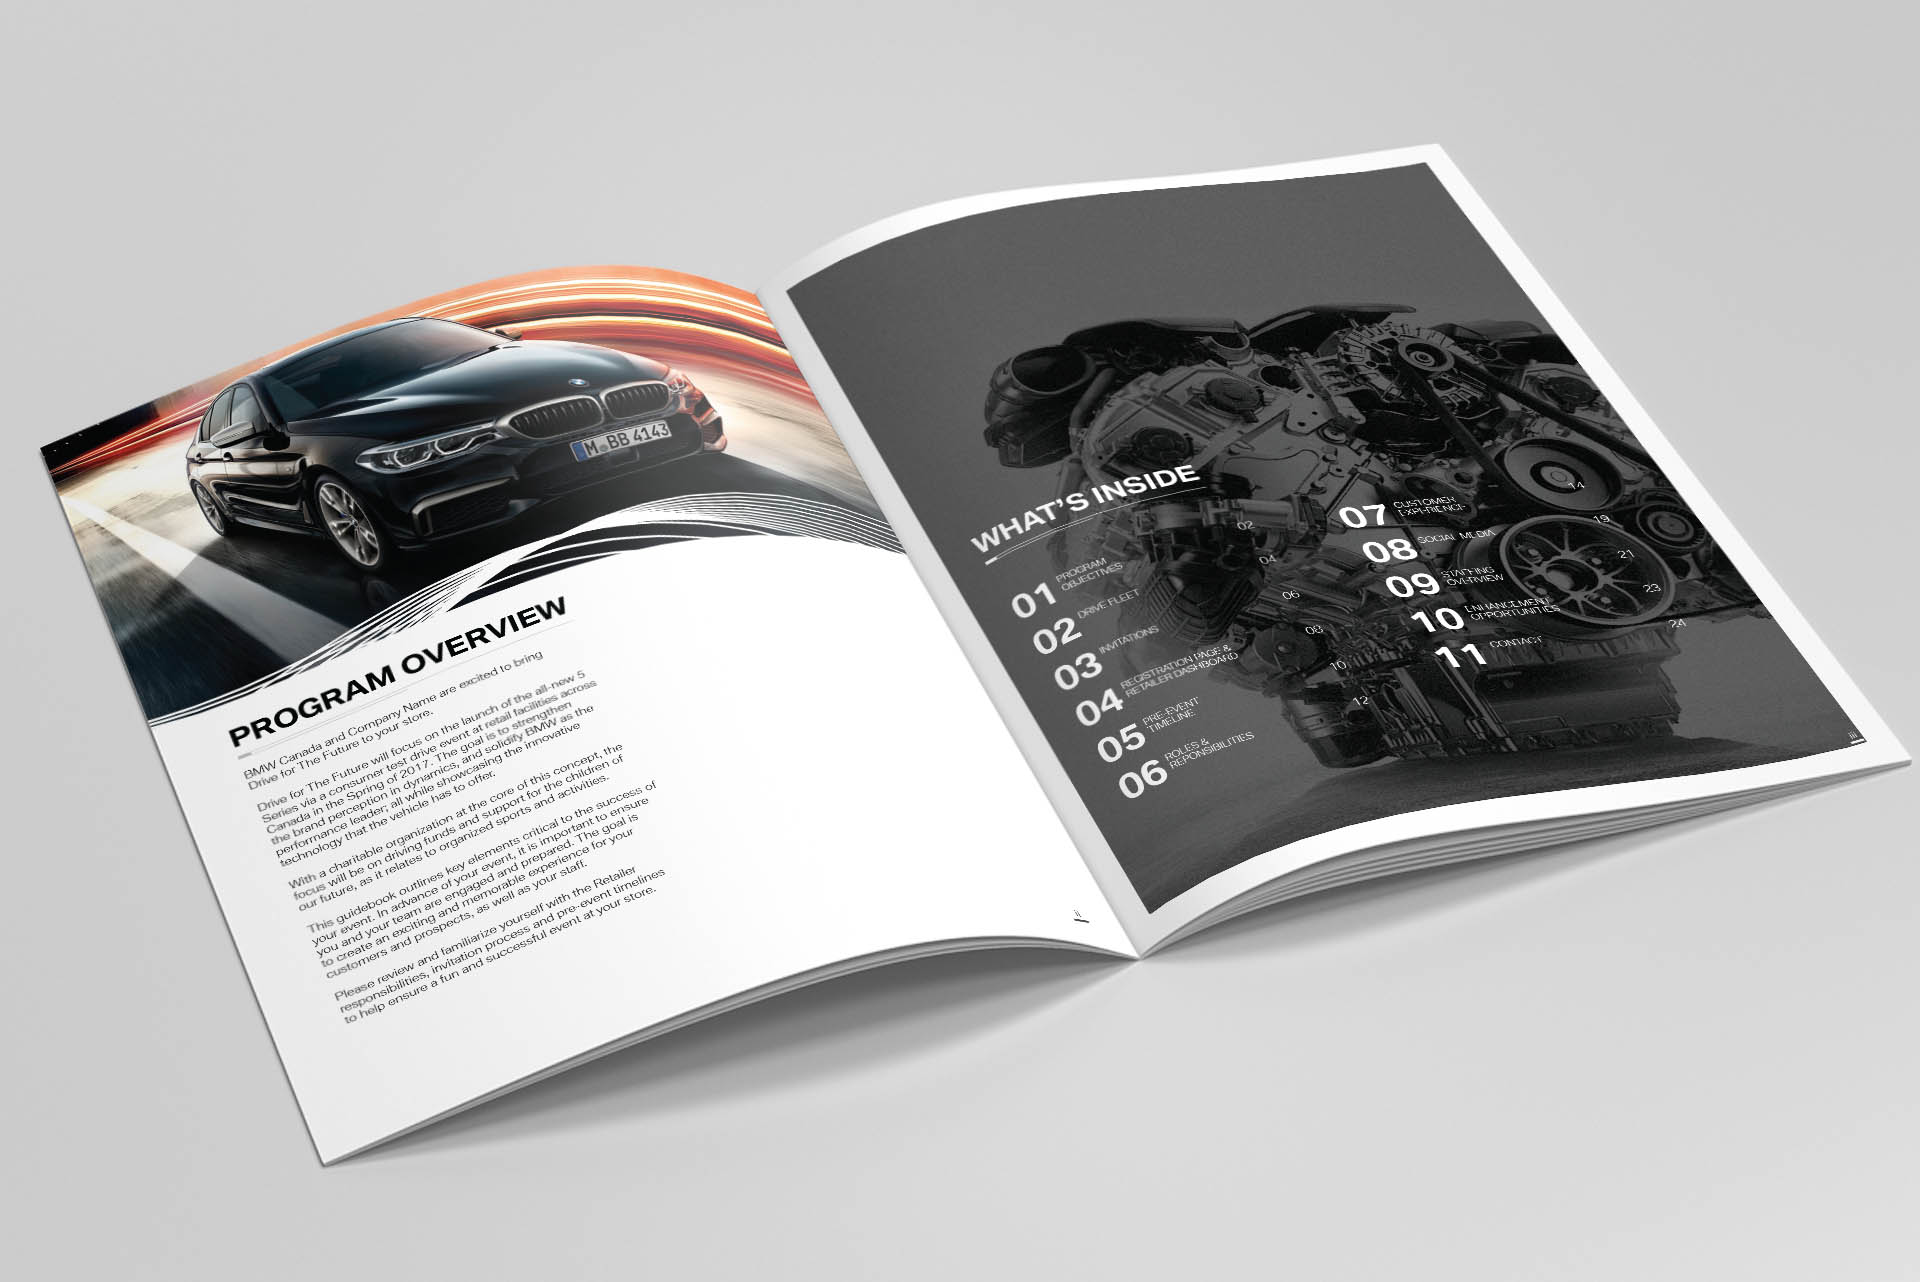 M BB 4143
PROGRAM OVERVIEW
BMW Canada and Company Name are excited to bring
Drive for The Future to your store.
Drive for The Future will focus on the launch of the all-new 5
Series via a consumer test drive event at retail facilities across
Canada in the Spring of 2017. The goal is to strengthen
the brand perception in dynamics, and solidify BMW as the
performance leader; all while showcasing the innovative
technology that the vehicle has to offer.
With a charitable organization at the core of this concept, the
focus will be on driving funds and support for the children of
our future, as it relates to organized sports and activities.
This guidebook outlines key elements critical to the success of
your event. In advance of your event, it is important to ensure
you and your team are engaged and prepared. The goal is
to create an exciting and memorable experience for your
customers and prospects, as well as your staff.
Please review and familiarize yourself with the Retailer
responsibilities, invitation process and pre-event timelines
to help ensure a fun and successful event at your store.
ii
WHAT'S INSIDE
01 PROGRAM
OBJECTIVES
02
02 DRIVE FLEET
04
03 INVITATIONS
06
04 REGISTRATION PAGE &
RETAILER DASHBOARD
08
05 PRE-EVENT
TIMELINE
10
06 ROLES &
REPONSIBILITIES
12
07 CUSTOMER
EXPERIENCE
14
08 SOCIAL MEDIA
19
09 STAFFING
OVERVIEW
21
10 ENHANCEMENT
OPPORTUNITIES
23
11 CONTACT
24
iii